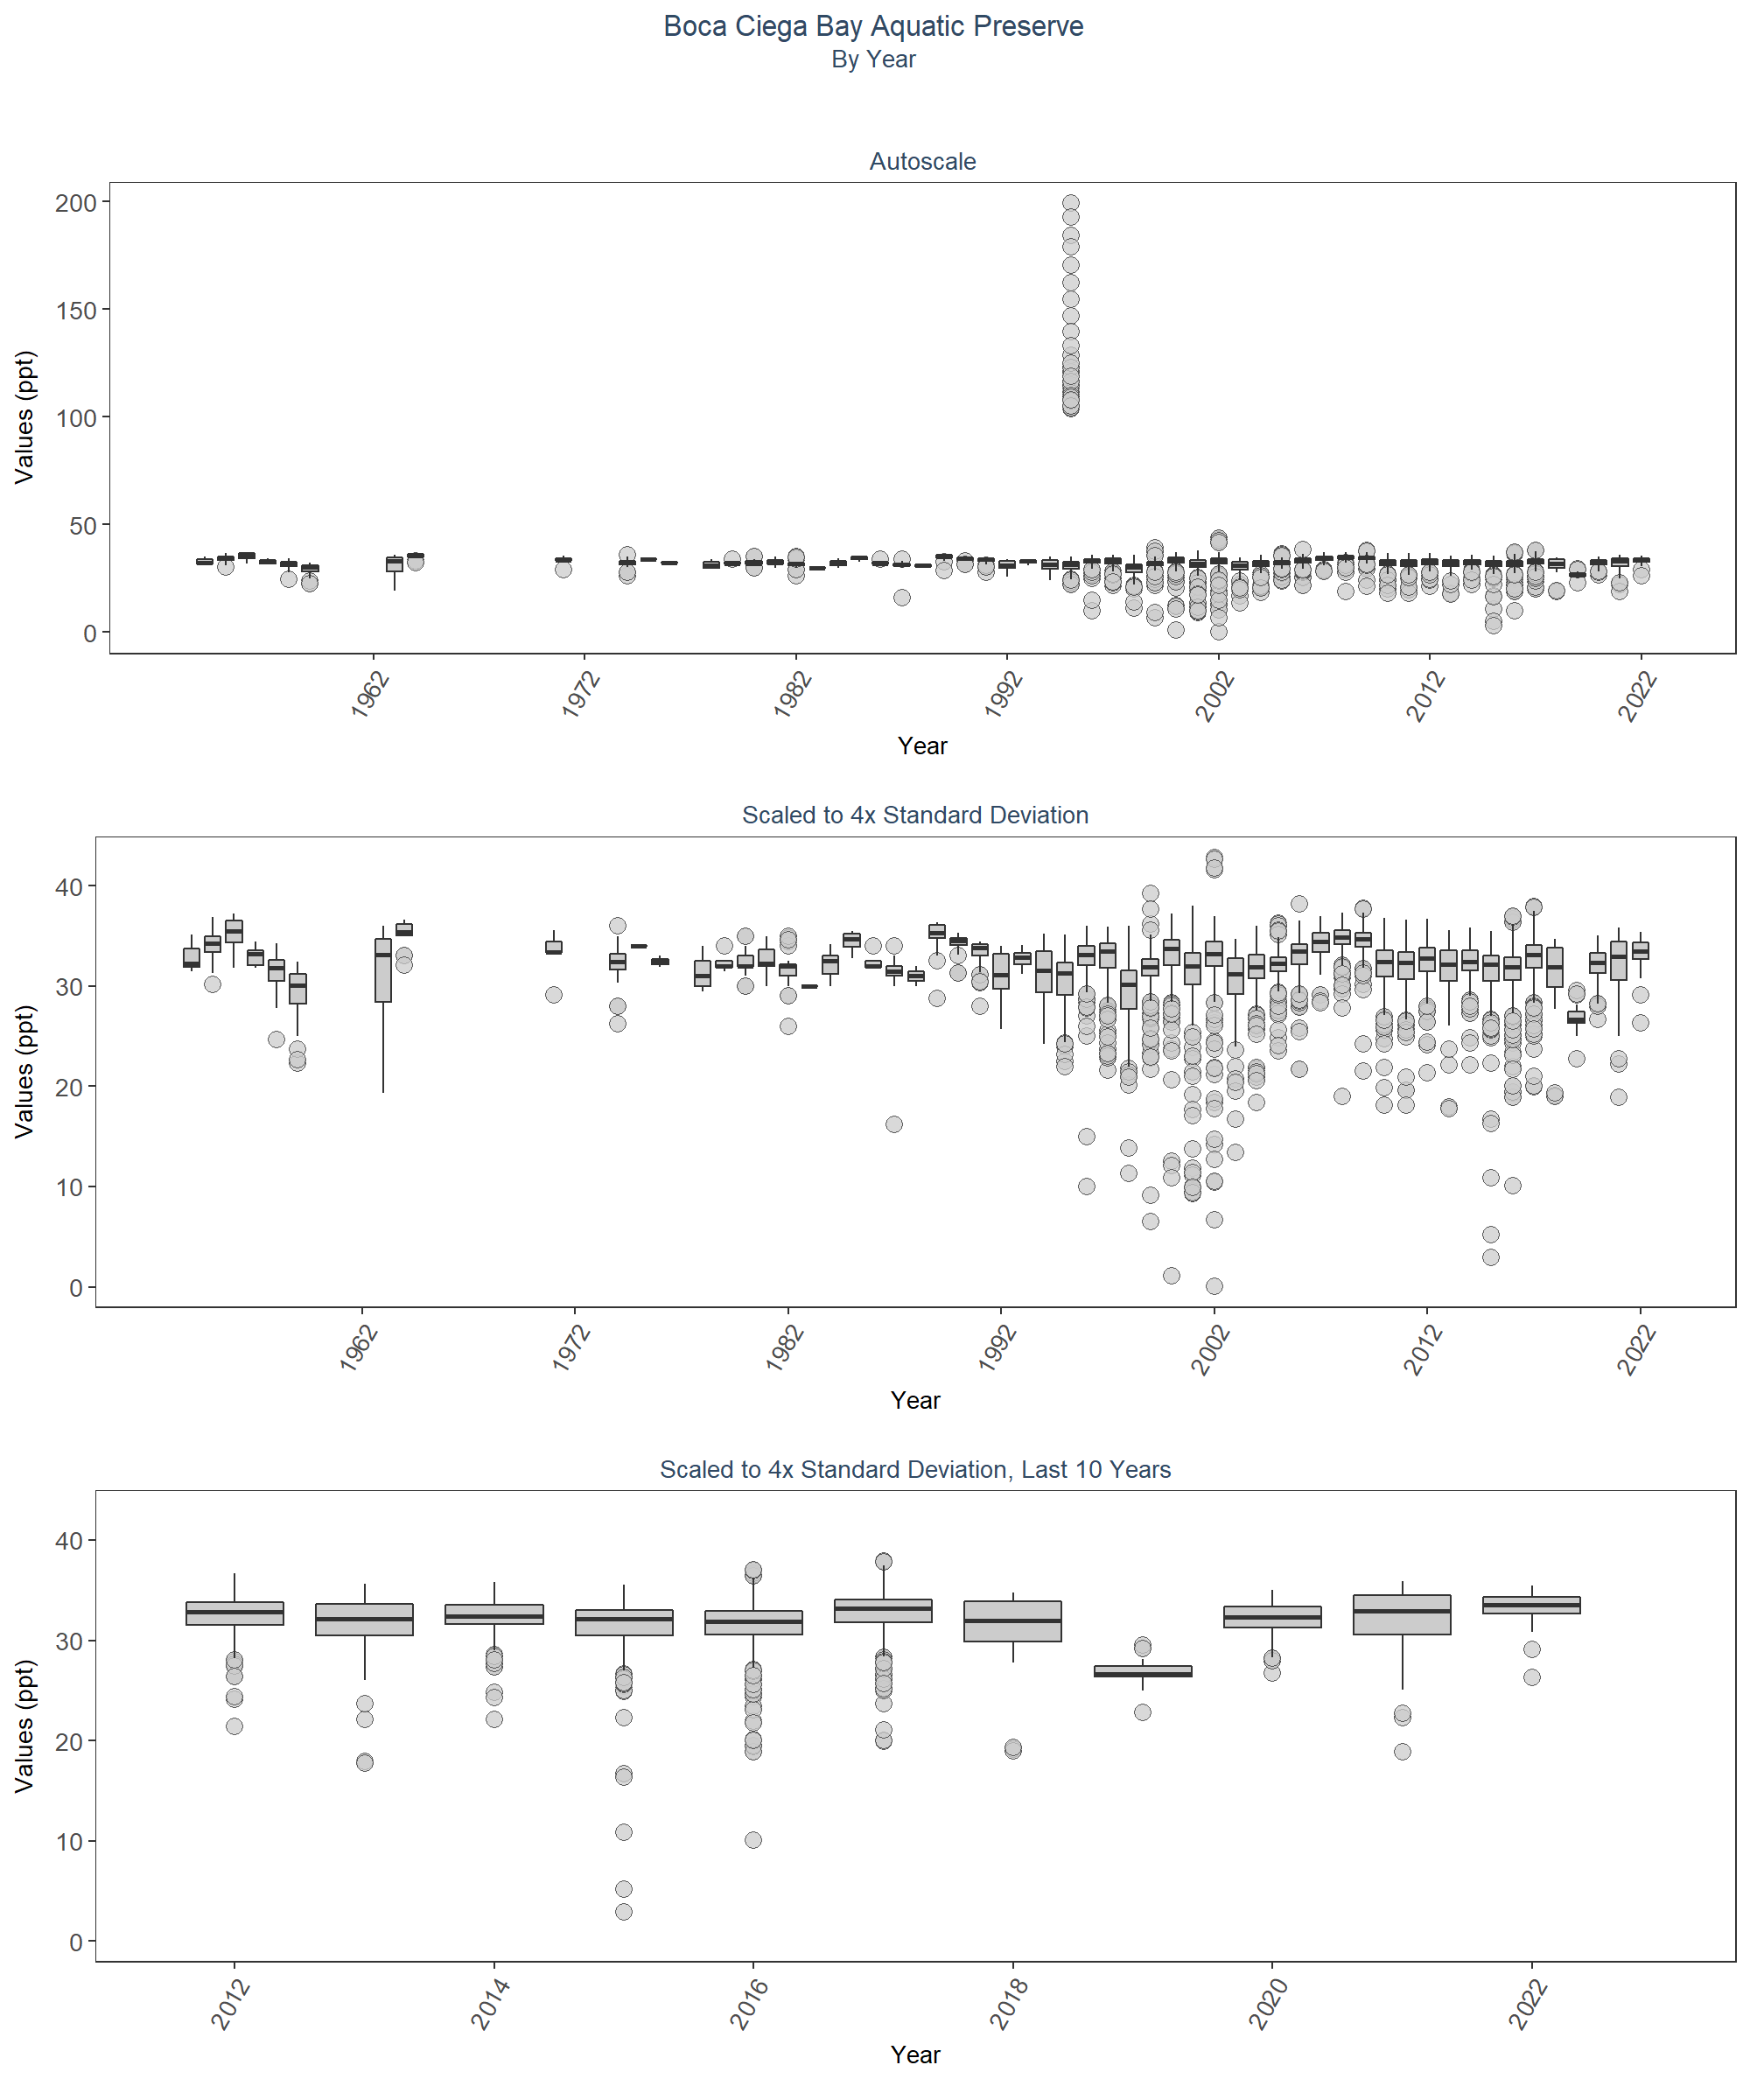 Boca Ciega Bay Aquatic Preserve
By Year
Autoscale
Values (ppt)
200
150
100
50
0
1962 1972 1982 1992 2002 2012 2022
Year
Scaled to 4x Standard Deviation
Values (ppt)
40
30
20
10
0
1962 1972 1982 1992 2002 2012 2022
Year
Scaled to 4x Standard Deviation, Last 10 Years
Values (ppt)
40
30
20
10
0
2012 2014 2016 2018 2020 2022
Year